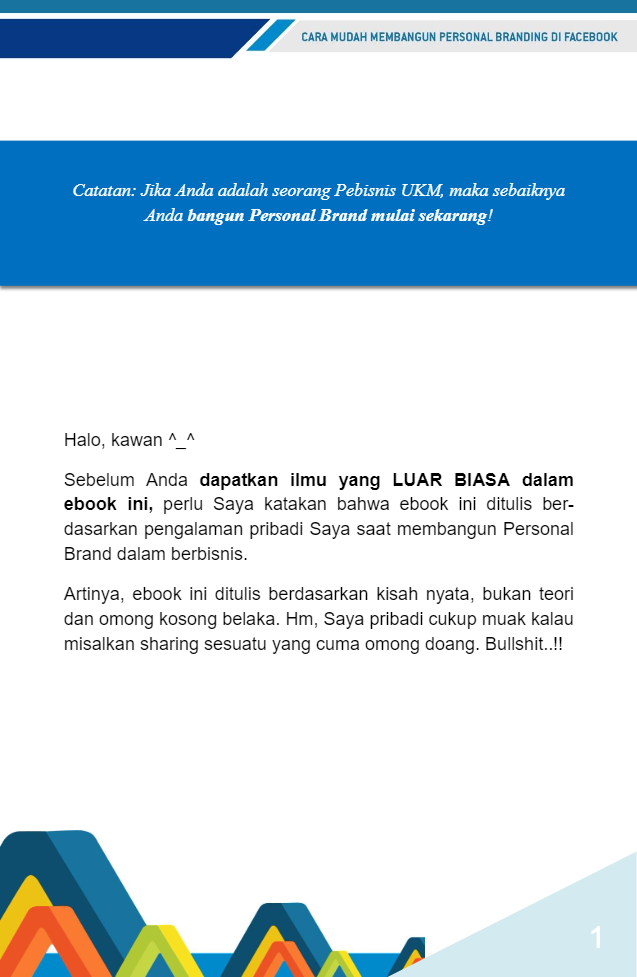 CARA MUDAH MEMBANGUN PERSONAL BRANDING DI FACEBOOK
Catatan: Jika Anda adalah seorang Pebisnis UKM, maka sebaiknya
Anda bangun Personal Brand mulai sekarang!
Halo, kawan ^_^
Sebelum Anda dapatkan ilmu yang LUAR BIASA dalam
ebook ini, perlu Saya katakan bahwa ebook ini ditulis ber-
dasarkan pengalaman pribadi Saya saat membangun Personal
Brand dalam berbisnis.
Artinya, ebook ini ditulis berdasarkan kisah nyata, bukan teori
dan omong kosong belaka. Hm, Saya pribadi cukup muak kalau
misalkan sharing sesuatu yang cuma omong doang. Bullshit..!!
1